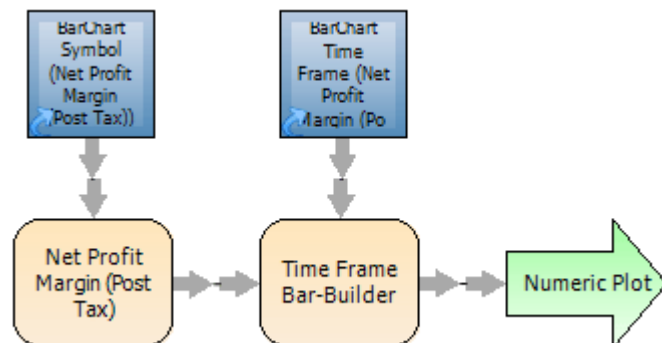 BarChart
Symbol
(Net Profit
Margin
(Post Tax))
BarChart
Time
Frame (Net
Profit
Margin (Po
Net Profit
Margin (Post
Tax)
Time Frame
Bar-Builder
Numeric Plot